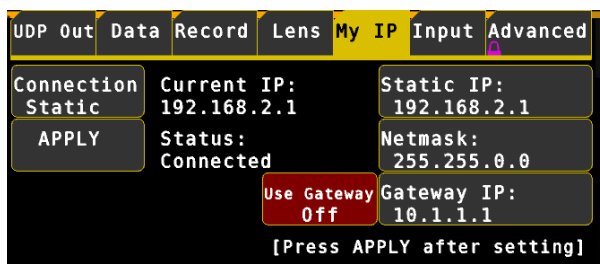 UDP Out Data Record Lens My IP Input Advanced
Connection
Static
Current IP:
192.168.2.1
Static IP:
192.168.2.1
APPLY
Status:
Connected
Netmask:
255.255.0.0
Use Gateway
Off
Gateway IP:
10.1.1.1
[Press APPLY after setting]